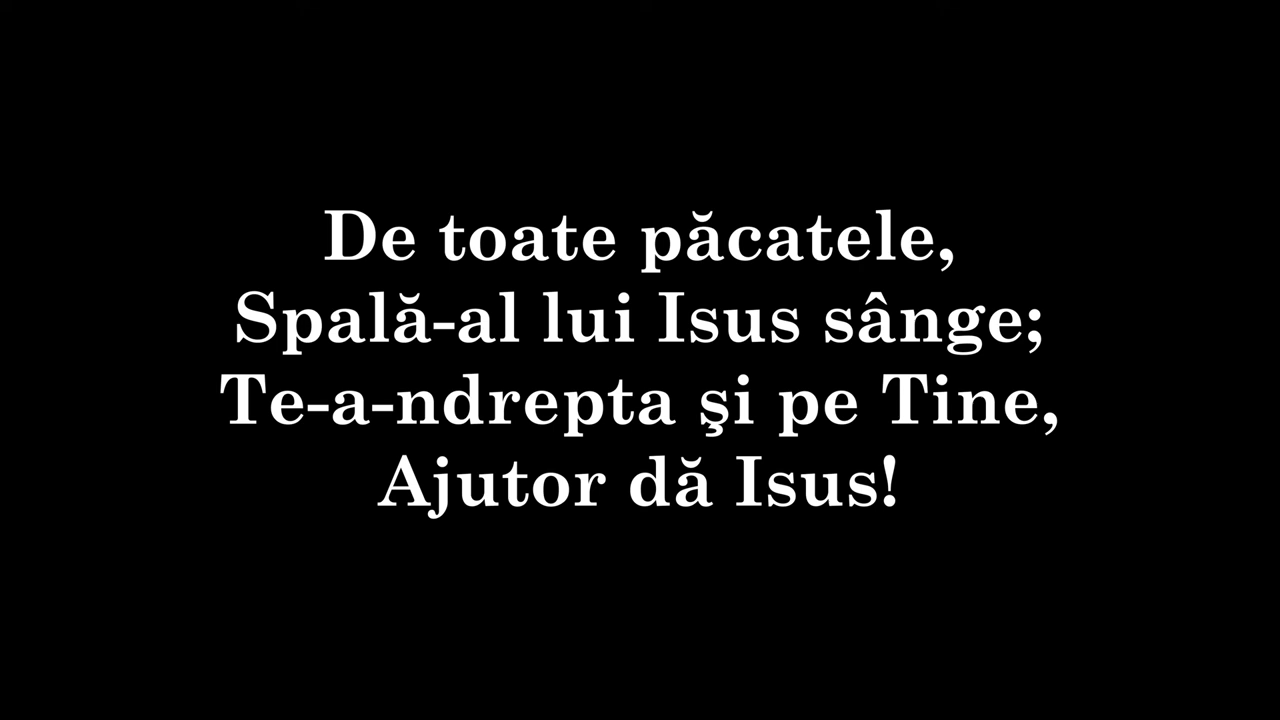 De toate păcatele,
Spală-al lui Isus sânge;
Te-a-ndrepta şi pe Tine,
Ajutor dă Isus!